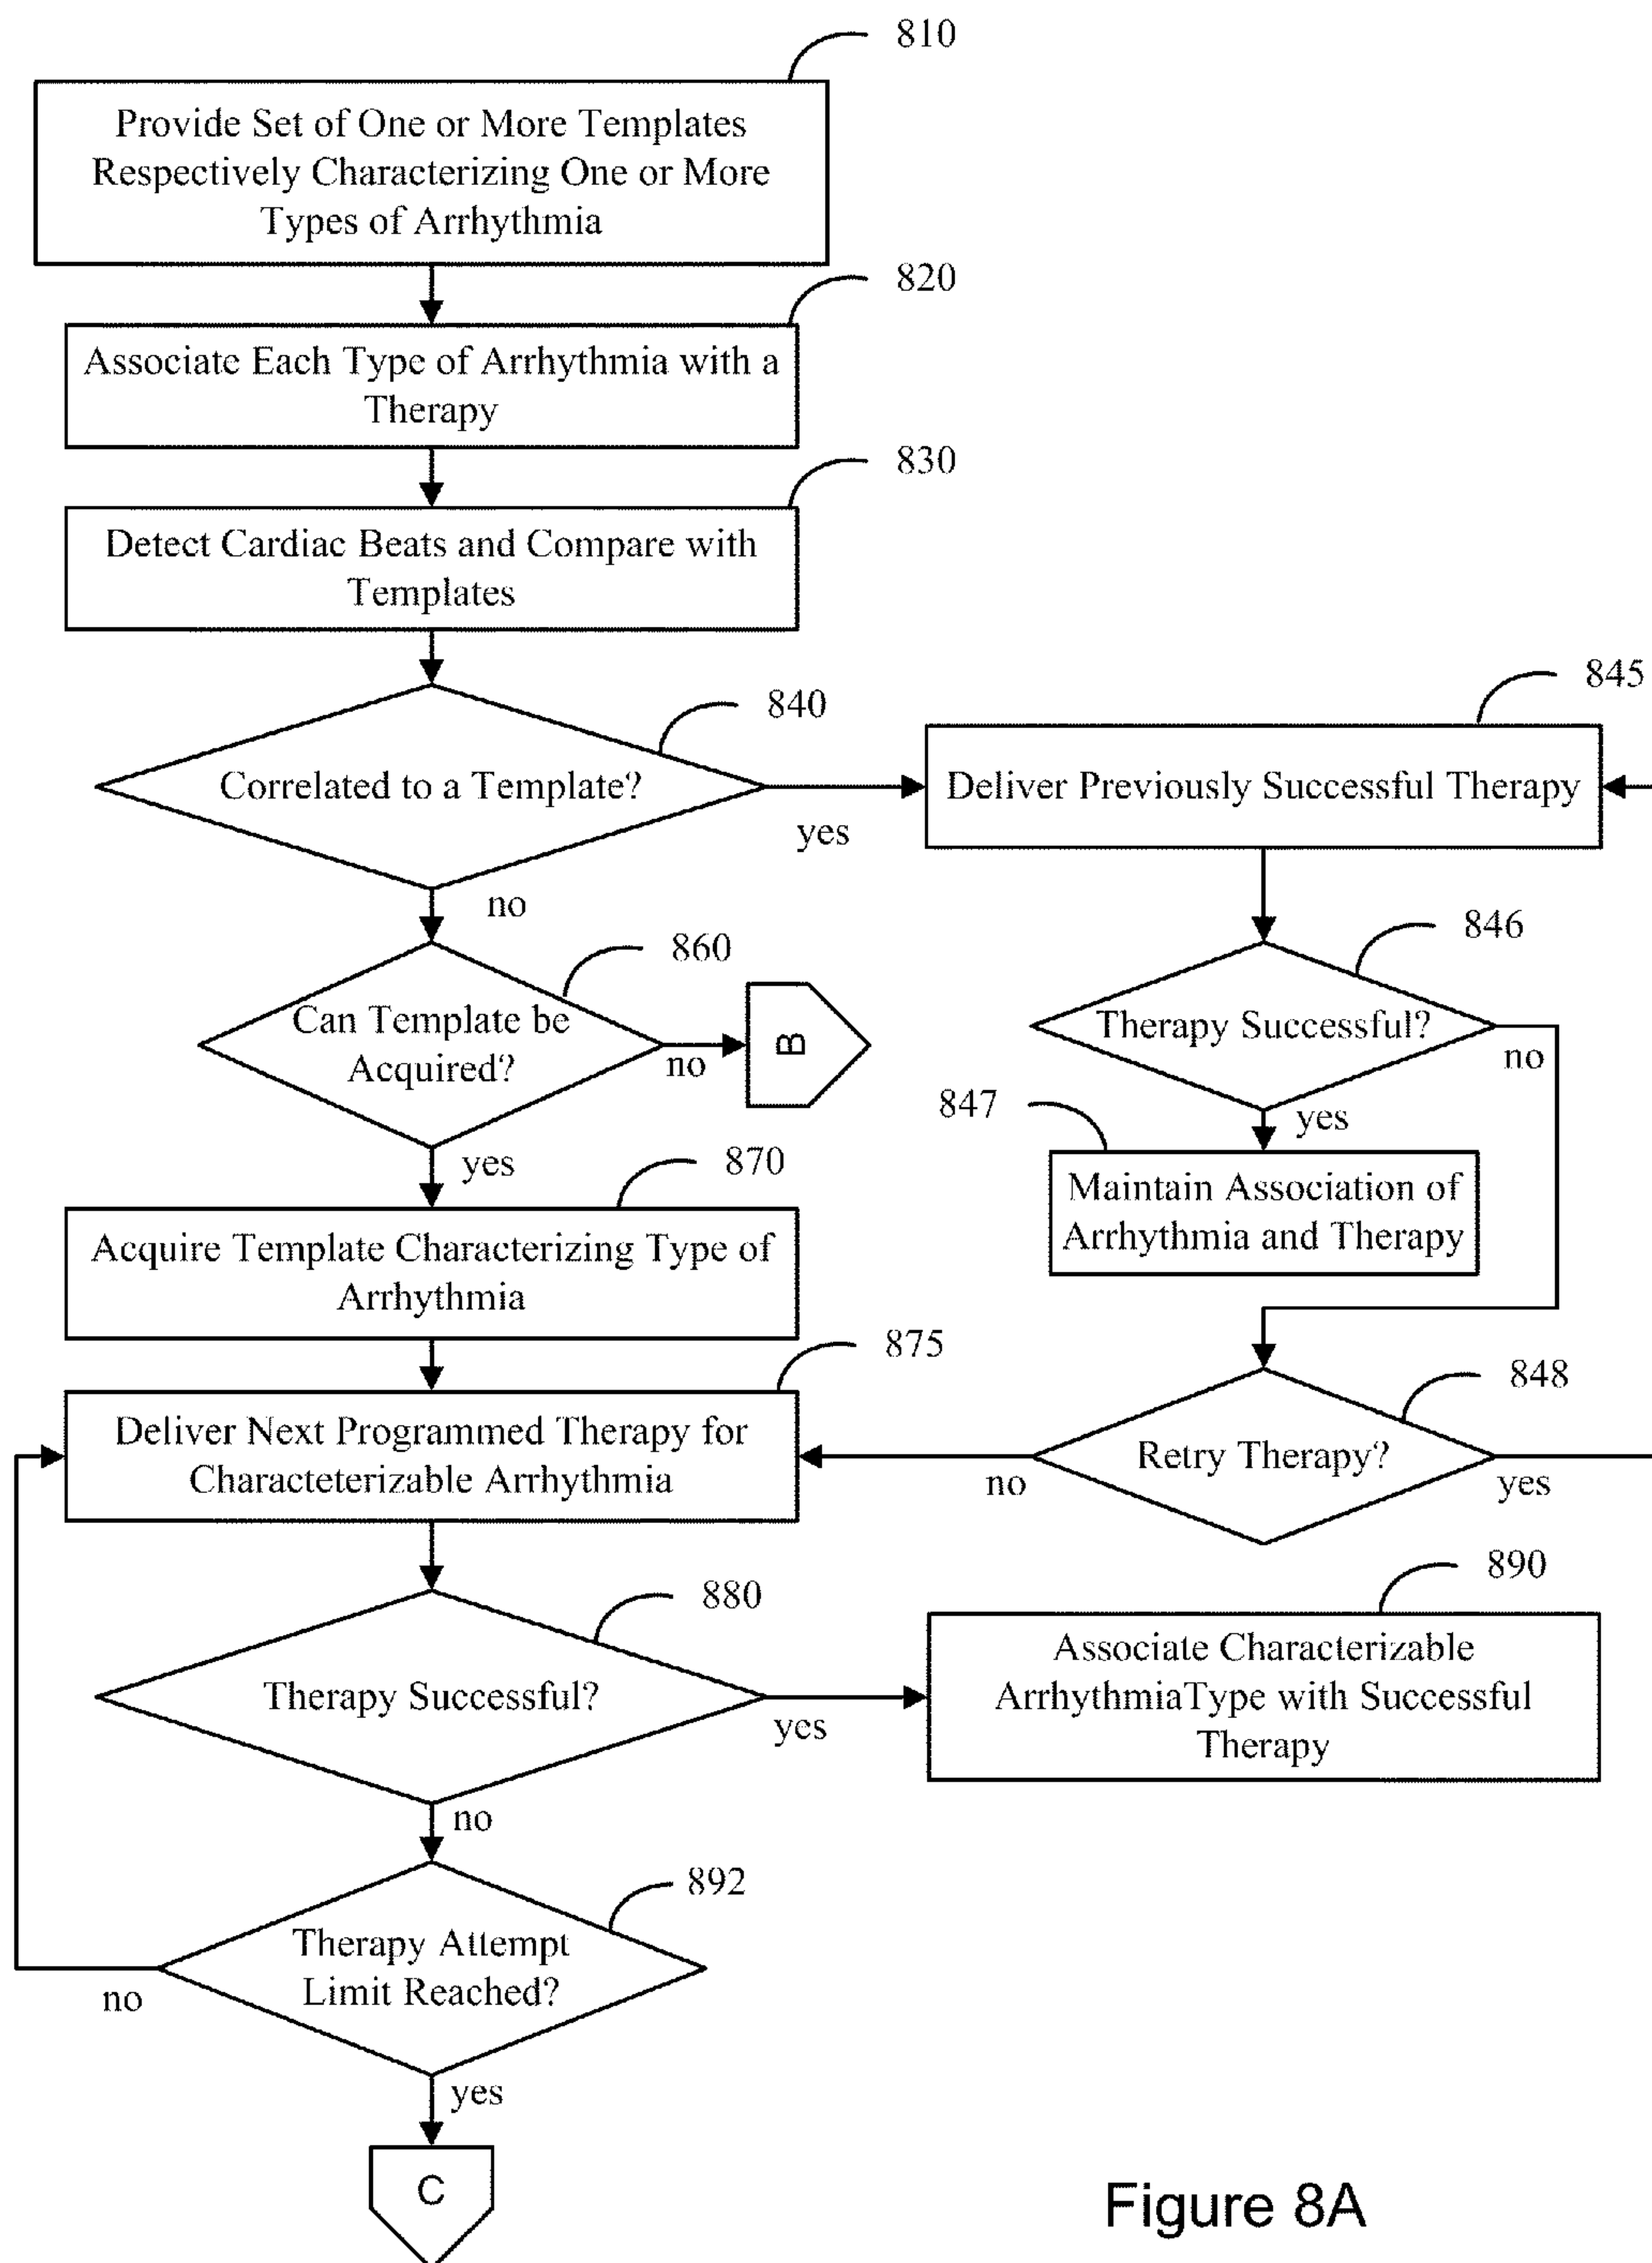 810
Provide Set of One or More Templates
Respectively Characterizing One or More
Types of Arrhythmia
820
Associate Each Type of Arrhythmia with a
Therapy
830
Detect Cardiac Beats and Compare with
Templates
840
Correlated to a Template?
yes
no
845
Deliver Previously Successful Therapy
846
Therapy Successful?
no
yes
847
Maintain Association of
Arrhythmia and Therapy
860
Can Template be
Acquired?
no
B
yes
870
Acquire Template Characterizing Type of
Arrhythmia
875
Deliver Next Programmed Therapy for
Characteterizable Arrhythmia
848
Retry Therapy?
no
yes
880
Therapy Successful?
yes
no
890
Associate Characterizable
ArrhythmiaType with Successful
Therapy
892
Therapy Attempt
Limit Reached?
no
yes
C
Figure 8A